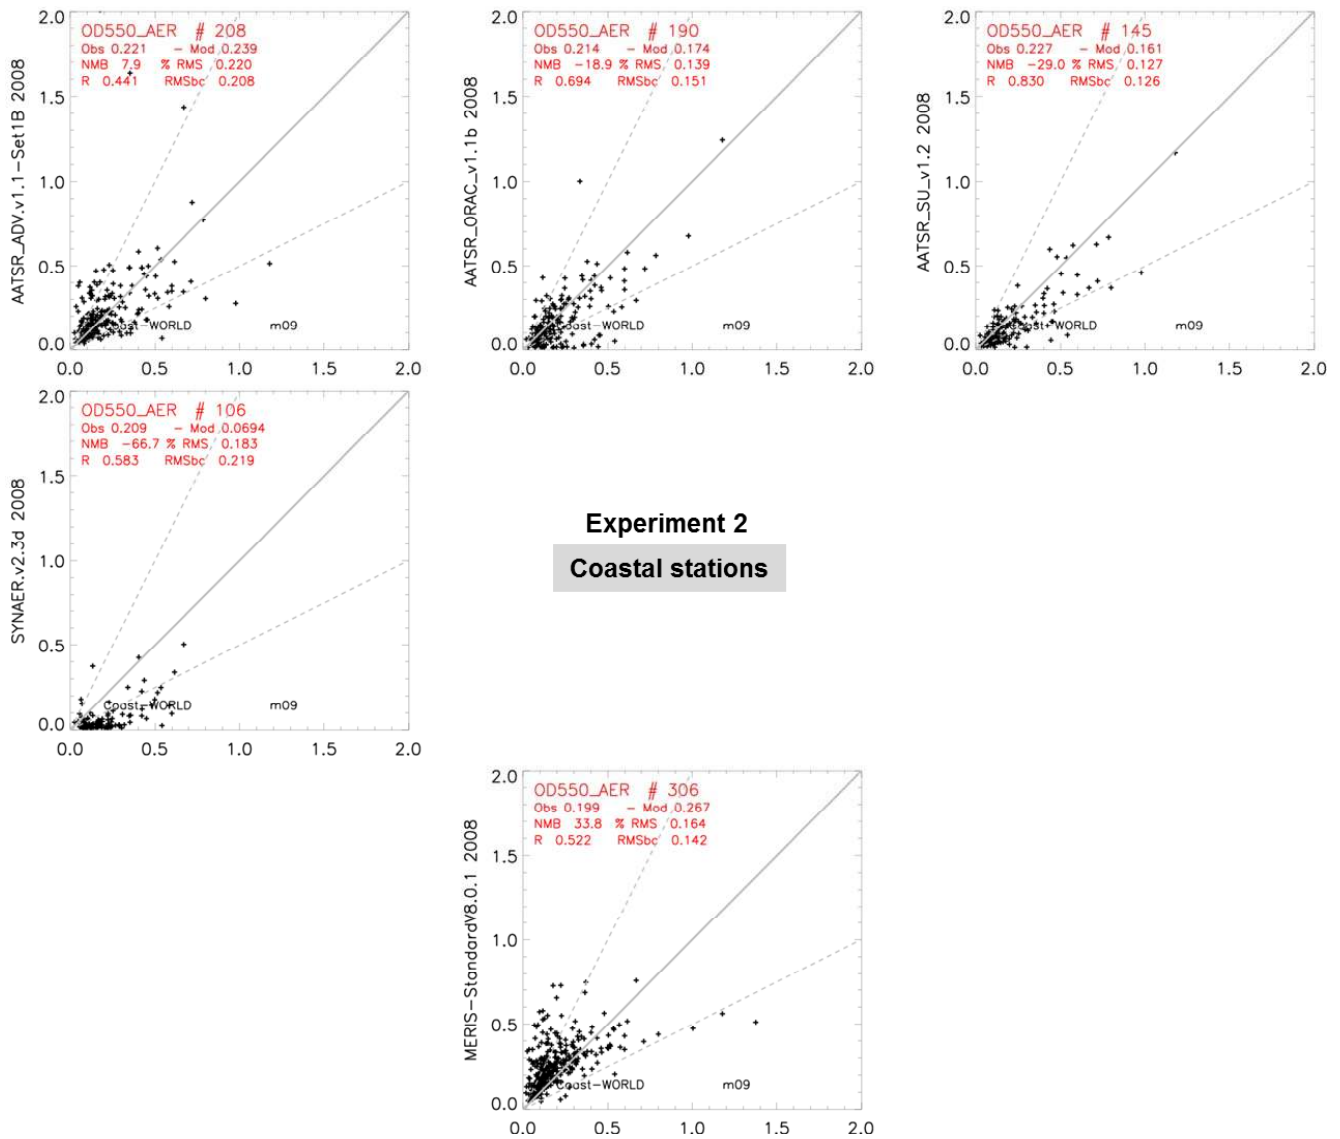 AATSR_ADV.v1.1-Set1B 2008
OD550_AER # 208
Obs 0.221 - Mod 0.239
NMB 7.9 % RMS 0.220
R 0.441 RMSbc 0.208
2.0
1.5
1.0
0.5
0.0
Coast-WORLD m09
0.0 0.5 1.0 1.5 2.0
AATSR_ORAC_v1.1b 2008
OD550_AER # 190
Obs 0.214 - Mod 0.174
NMB -18.9 % RMS 0.139
R 0.694 RMSbc 0.151
2.0
1.5
1.0
0.5
0.0
Coast-WORLD m09
0.0 0.5 1.0 1.5 2.0
AATSR_SU_v1.2 2008
OD550_AER # 145
Obs 0.227 - Mod 0.161
NMB -29.0 % RMS 0.127
R 0.830 RMSbc 0.126
2.0
1.5
1.0
0.5
0.0
Coast-WORLD m09
0.0 0.5 1.0 1.5 2.0
SYNAER.v2.3d 2008
OD550_AER # 106
Obs 0.209 - Mod 0.0694
NMB -66.7 % RMS 0.183
R 0.583 RMSbc 0.219
2.0
1.5
1.0
0.5
0.0
Coast-WORLD m09
0.0 0.5 1.0 1.5 2.0
Experiment 2
Coastal stations
MERIS-StandardV8.0.1 2008
OD550_AER # 306
Obs 0.199 - Mod 0.267
NMB 33.8 % RMS 0.164
R 0.522 RMSbc 0.142
2.0
1.5
1.0
0.5
0.0
Coast-WORLD m09
0.0 0.5 1.0 1.5 2.0